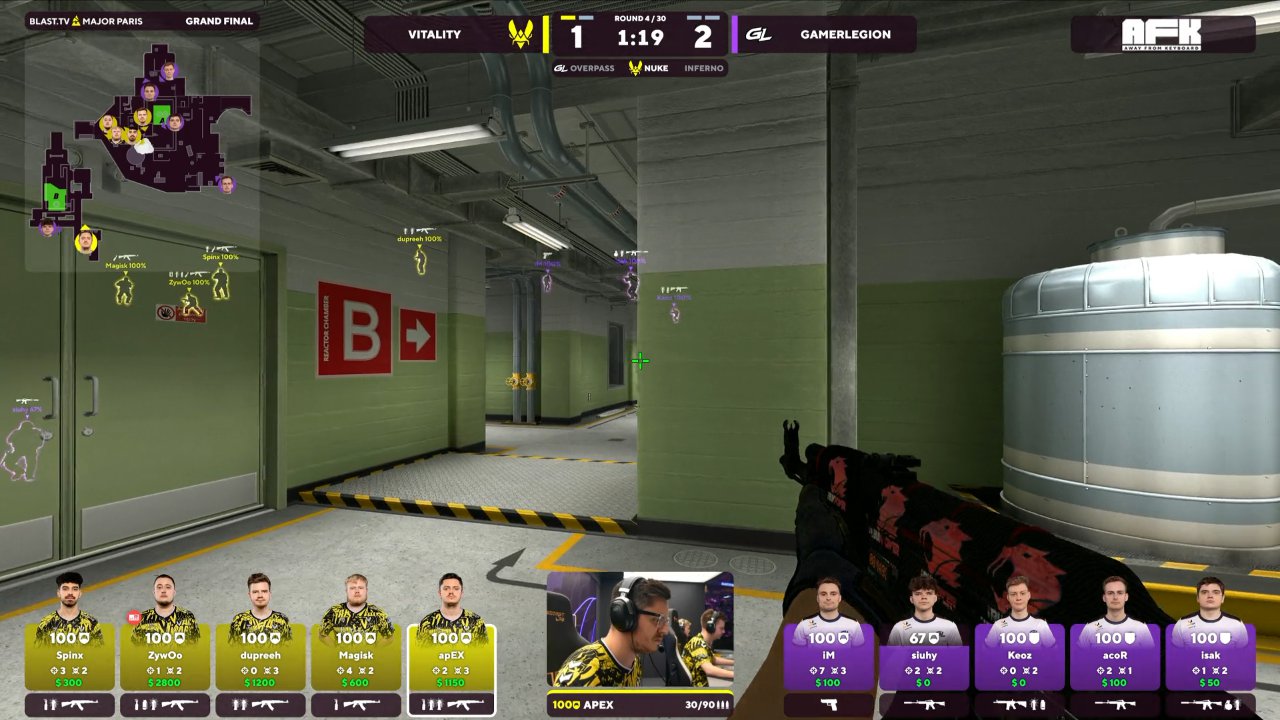 BLAST.TV MAJOR PARIS GRAND FINAL
VITALITY 1 ROUND 4 / 30 1:19 2 GL GAMERLEGION
AFK
AWAY FROM KEYBOARD
GL OVERPASS NUKE INFERNO
A
B
dupreeh 100%
Spinx 100%
Magisk 100%
ZywOo 100%
Keoz 100%
siuhy 67%
REACTOR CHAMBER
B
100 100 100 100 100 100 67 100 100 100
Spinx ZywOo dupreeh Magisk apEX iM siuhy Keoz acoR isak
3 2 1 2 0 3 4 2 2 3 7 3 2 2 0 2 2 1 1 2
$300 $2800 $1200 $600 $1150 $100 $0 $0 $100 $50
100 APEX 30/90